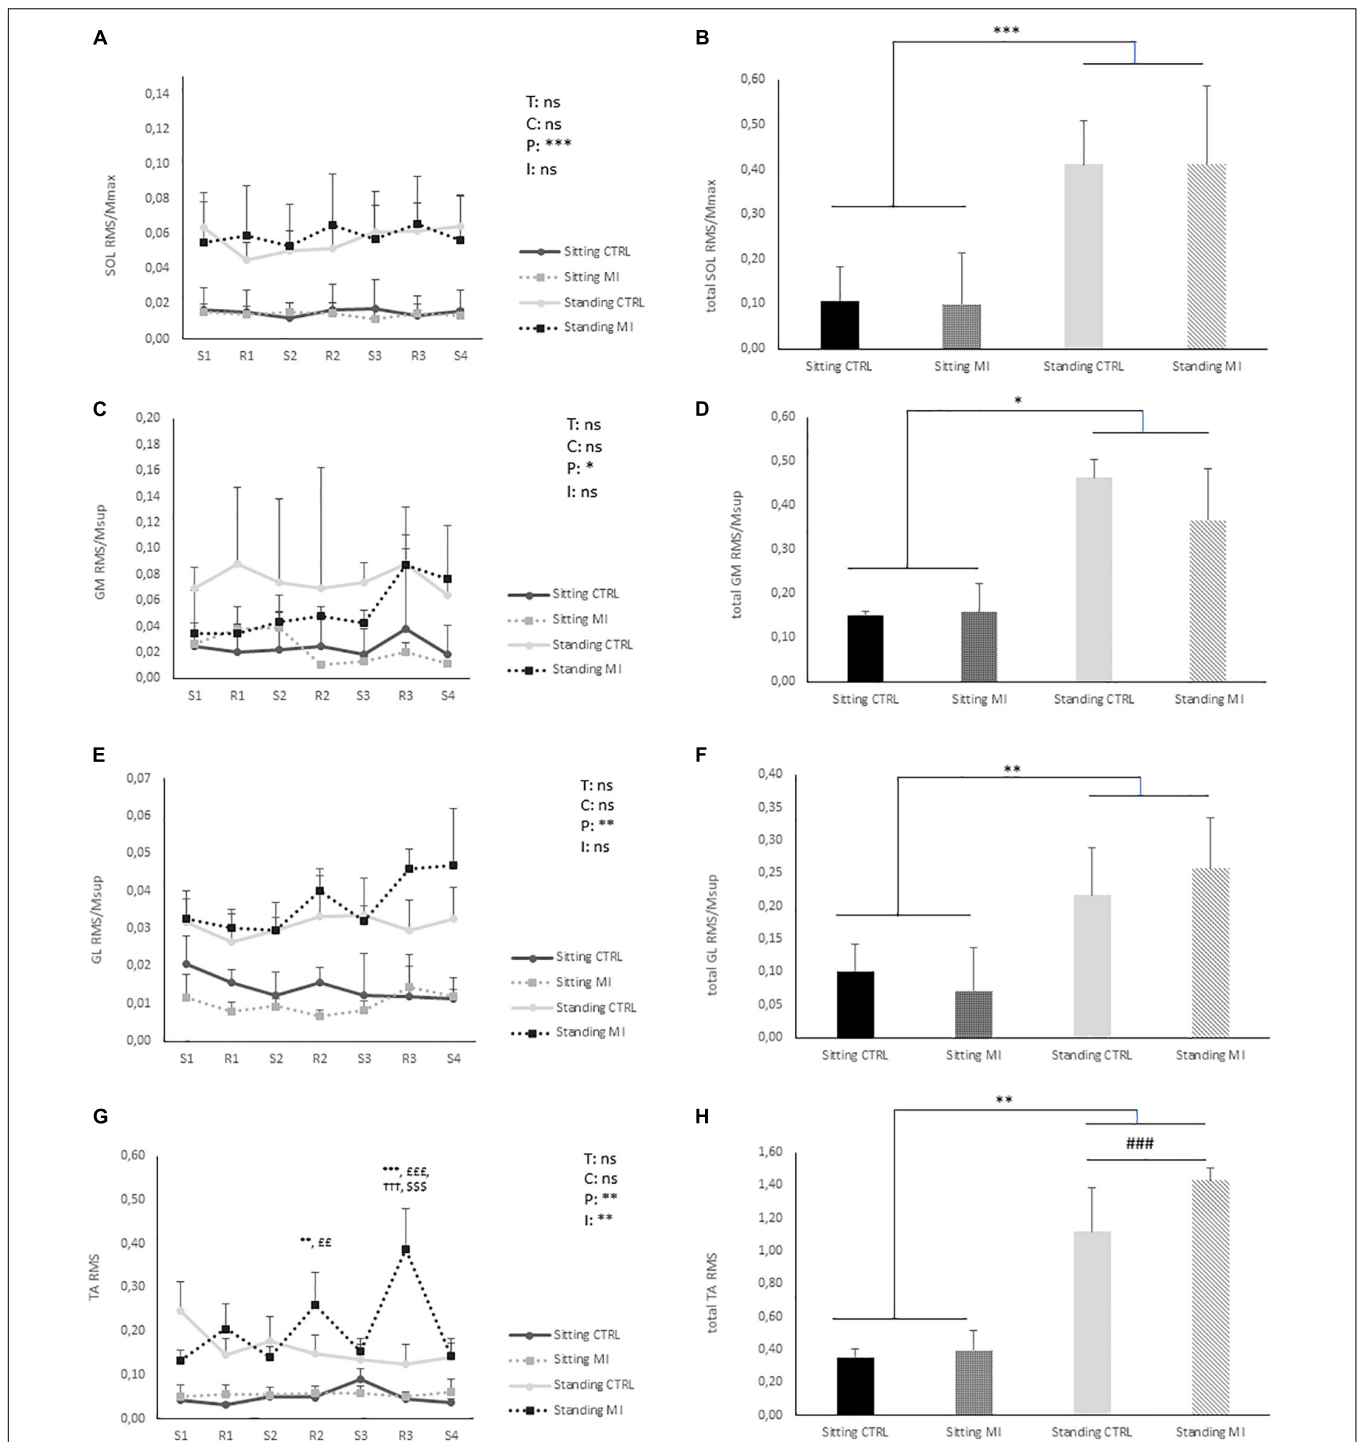 A
SOL RMS/Mmax
0,14
0,12
0,10
0,08
0,06
0,04
0,02
0,00
S1 R1 S2 R2 S3 R3 S4
T: ns
C: ns
P: ***
I: ns
Sitting CTRL
Sitting MI
Standing CTRL
Standing MI
B
***
total SOL RMS/Mmax
0,60
0,50
0,40
0,30
0,20
0,10
0,00
Sitting CTRL Sitting MI Standing CTRL Standing MI
C
GM RMS/Msup
0,20
0,18
0,16
0,14
0,12
0,10
0,08
0,06
0,04
0,02
0,00
S1 R1 S2 R2 S3 R3 S4
T: ns
C: ns
P: *
I: ns
Sitting CTRL
Sitting MI
Standing CTRL
Standing MI
D
*
total GM RMS/Msup
0,60
0,50
0,40
0,30
0,20
0,10
0,00
Sitting CTRL Sitting MI Standing CTRL Standing MI
E
GL RMS/Msup
0,07
0,06
0,05
0,04
0,03
0,02
0,01
0,00
S1 R1 S2 R2 S3 R3 S4
T: ns
C: ns
P: **
I: ns
Sitting CTRL
Sitting MI
Standing CTRL
Standing MI
F
**
total GL RMS/Msup
0,40
0,35
0,30
0,25
0,20
0,15
0,10
0,05
0,00
Sitting CTRL Sitting MI Standing CTRL Standing MI
G
TA RMS
0,60
0,50
0,40
0,30
0,20
0,10
0,00
S1 R1 S2 R2 S3 R3 S4
**, ££
***, £££,
†††, $$$
T: ns
C: ns
P: **
I: **
Sitting CTRL
Sitting MI
Standing CTRL
Standing MI
H
**
###
total TA RMS
1,60
1,40
1,20
1,00
0,80
0,60
0,40
0,20
0,00
Sitting CTRL Sitting MI Standing CTRL Standing MI